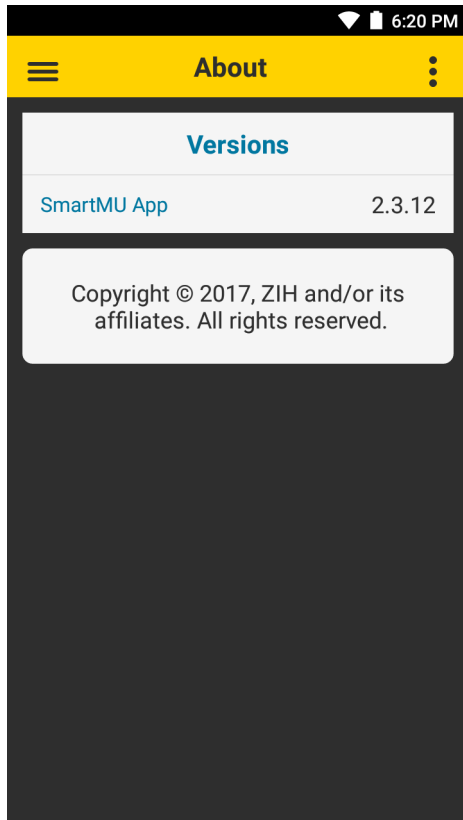 6:20 PM
About
Versions
SmartMU App 2.3.12
Copyright © 2017, ZIH and/or its
affiliates. All rights reserved.